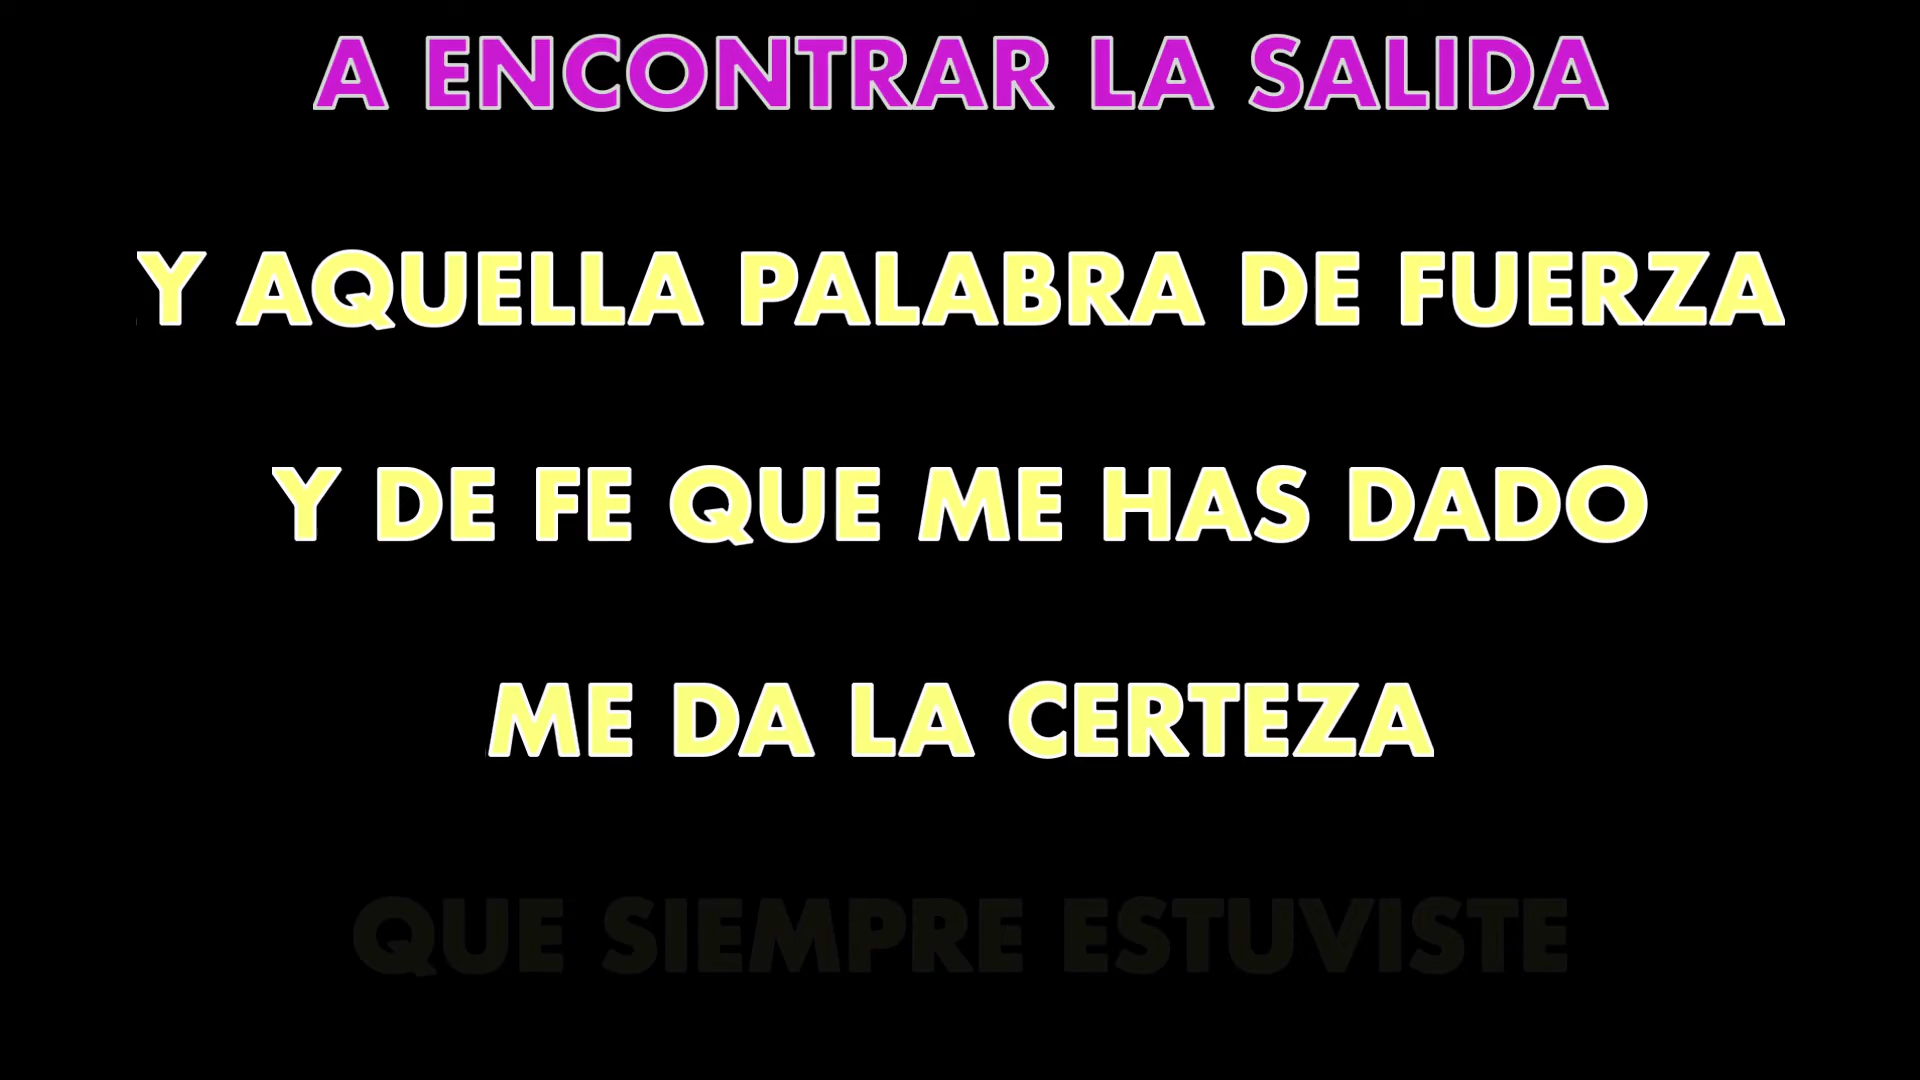 A ENCONTRAR LA SALIDA
Y AQUELLA PALABRA DE FUERZA
Y DE FE QUE ME HAS DADO
ME DA LA CERTEZA
QUE SIEMPRE ESTUVISTE